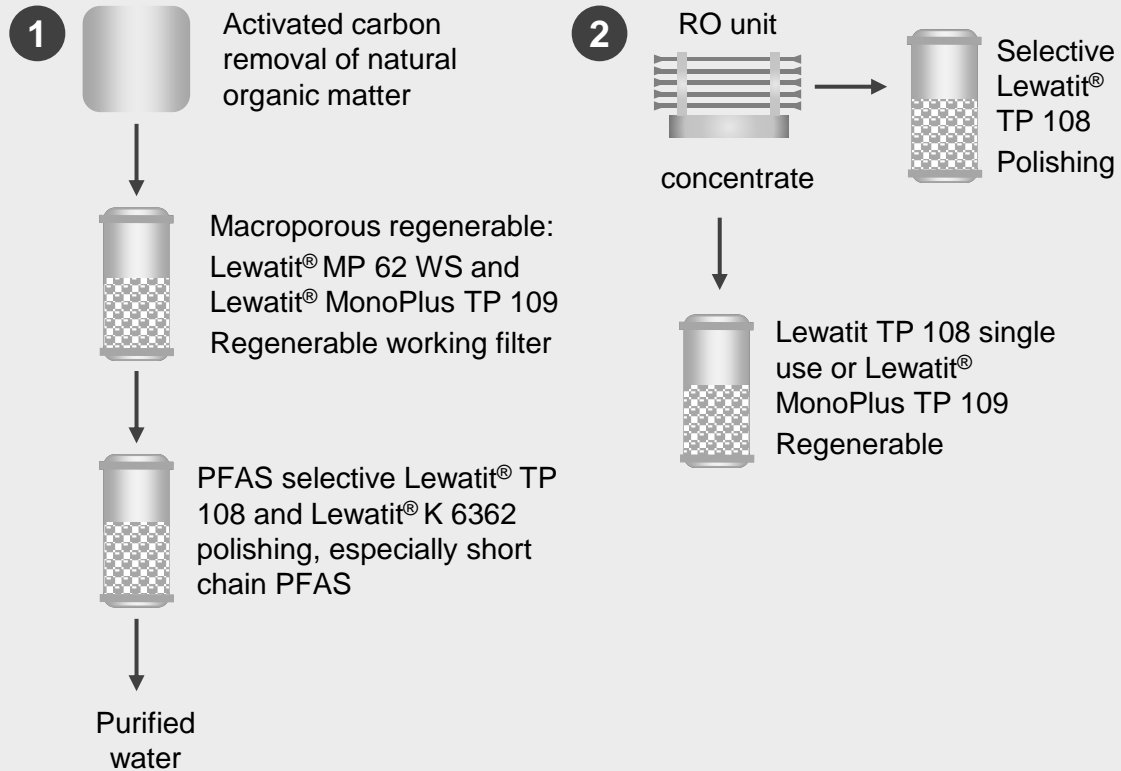 1
Activated carbon
removal of natural
organic matter
Macroporous regenerable:
Lewatit® MP 62 WS and
Lewatit® MonoPlus TP 109
Regenerable working filter
PFAS selective Lewatit® TP
108 and Lewatit® K 6362
polishing, especially short
chain PFAS
Purified
water
2
RO unit
Selective
Lewatit®
TP 108
Polishing
concentrate
Lewatit TP 108 single
use or Lewatit®
MonoPlus TP 109
Regenerable